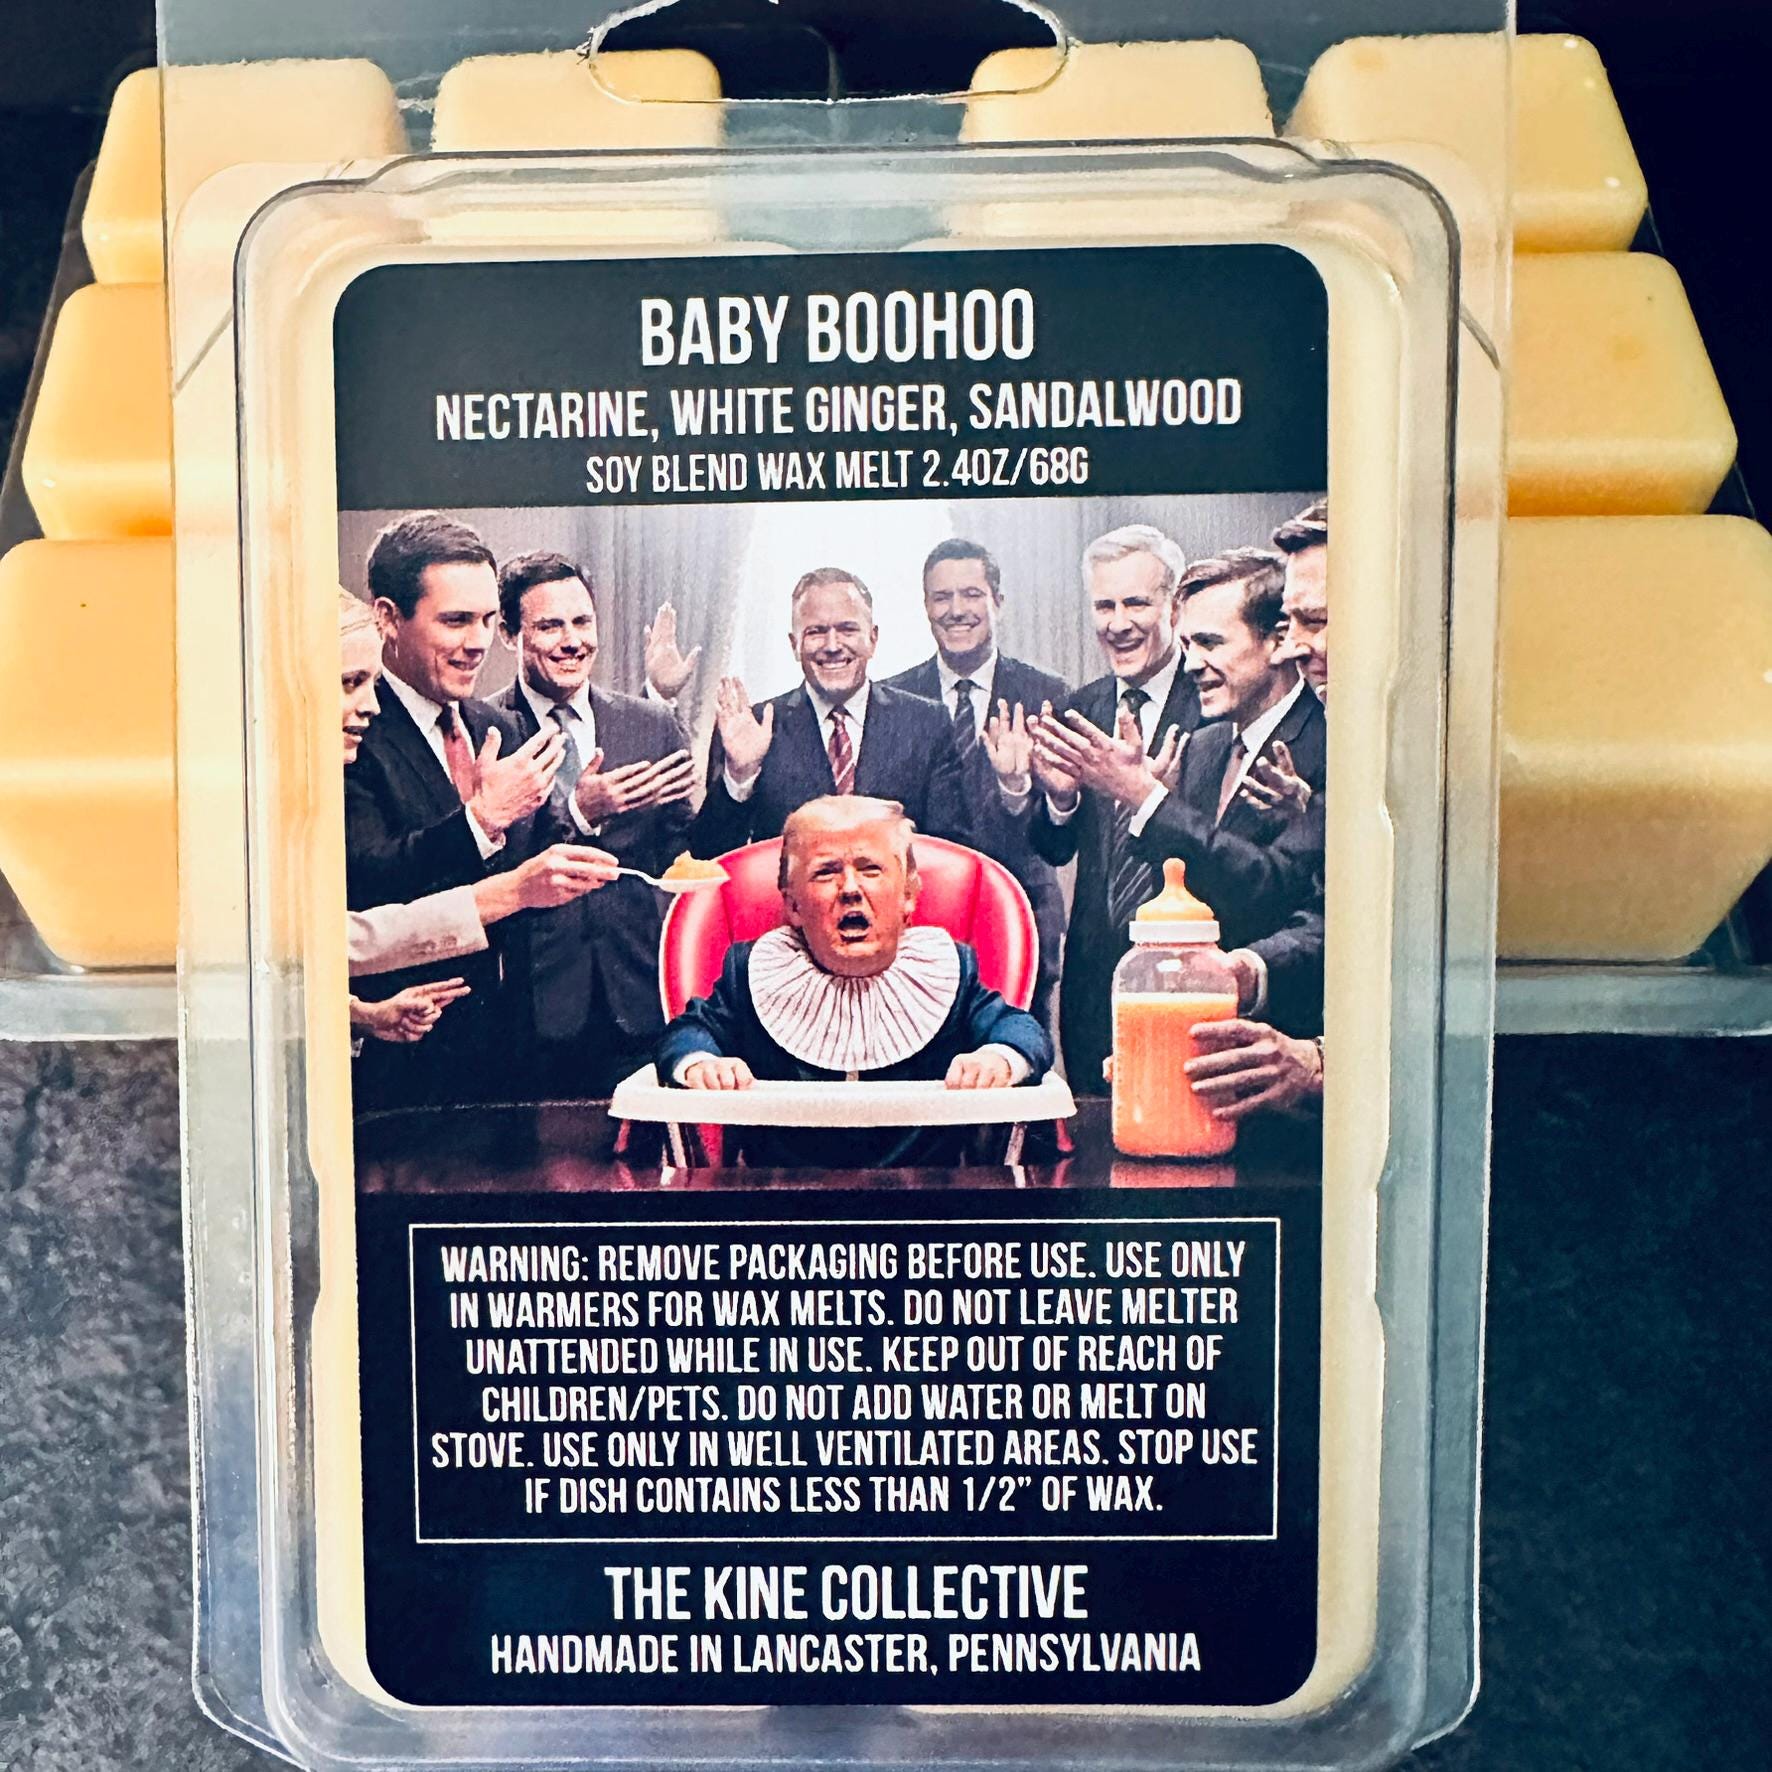 BABY BOOHOO
NECTARINE, WHITE GINGER, SANDALWOOD
SOY BLEND WAX MELT 2.4OZ/68G
WARNING: REMOVE PACKAGING BEFORE USE. USE ONLY
IN WARMERS FOR WAX MELTS. DO NOT LEAVE MELTER
UNATTENDED WHILE IN USE. KEEP OUT OF REACH OF
CHILDREN/PETS. DO NOT ADD WATER OR MELT ON
STOVE. USE ONLY IN WELL VENTILATED AREAS. STOP USE
IF DISH CONTAINS LESS THAN 1/2” OF WAX.
THE KINE COLLECTIVE
HANDMADE IN LANCASTER, PENNSYLVANIA